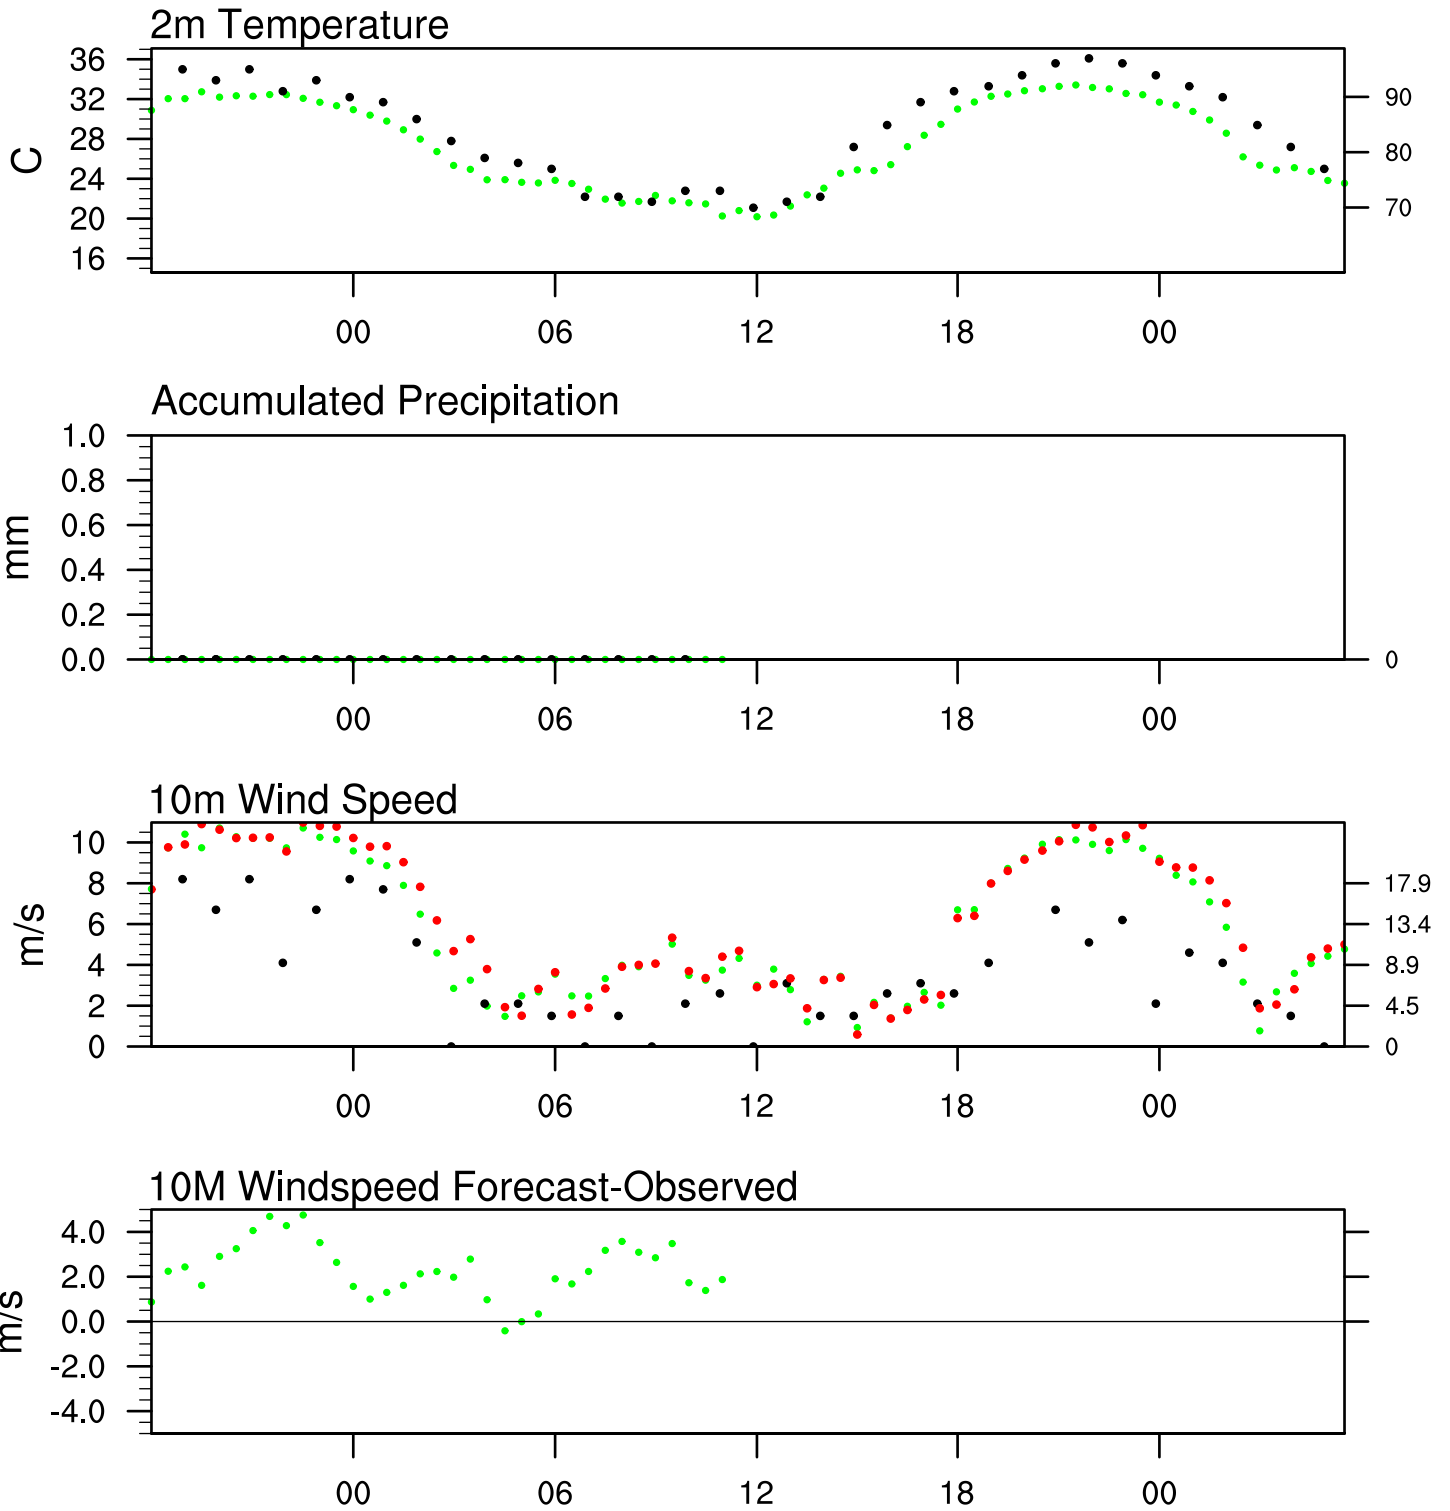 2m Temperature
36
32
28
24
20
16
C
90
80
70
00 06 12 18 00
Accumulated Precipitation
1.0
0.8
0.6
0.4
0.2
0.0
mm
0
00 06 12 18 00
10m Wind Speed
10
8
6
4
2
0
m/s
17.9
13.4
8.9
4.5
0
00 06 12 18 00
10M Windspeed Forecast-Observed
4.0
2.0
0.0
-2.0
-4.0
m/s
00 06 12 18 00